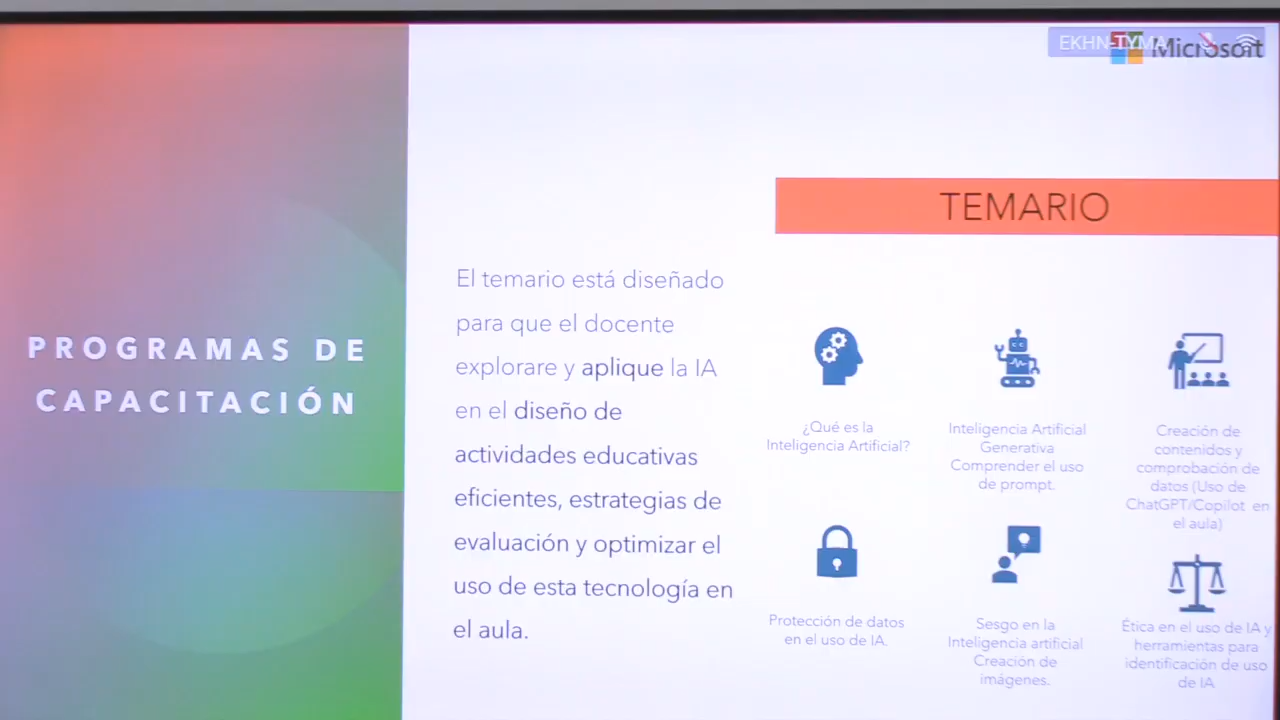 EKHN-TYMA
Microsoft
PROGRAMAS DE
CAPACITACIÓN
El temario está diseñado
para que el docente
explorare y aplique la IA
en el diseño de
actividades educativas
eficientes, estrategias de
evaluación y optimizar el
uso de esta tecnología en
el aula.
TEMARIO
¿Qué es la
Inteligencia Artificial?
Inteligencia Artificial
Generativa
Comprender el uso
de prompt.
Creación de
contenidos y
comprobación de
datos (Uso de
ChatGPT/Copilot en
el aula)
Protección de datos
en el uso de IA.
Sesgo en la
Inteligencia artificial
Creación de
imágenes.
Ética en el uso de IA y
herramientas para
identificación de uso
de IA